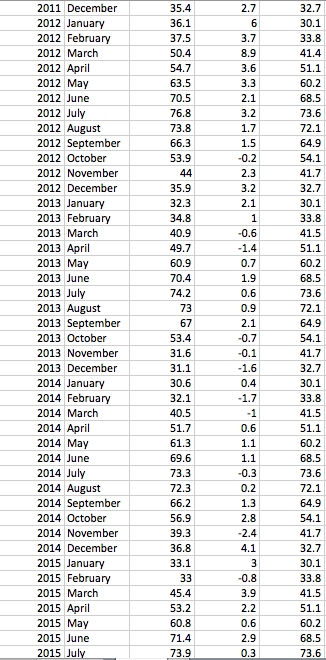 2011 December 35.4 2.7 32.7
2012 January 36.1 6 30.1
2012 February 37.5 3.7 33.8
2012 March 50.4 8.9 41.4
2012 April 54.7 3.6 51.1
2012 May 63.5 3.3 60.2
2012 June 70.5 2.1 68.5
2012 July 76.8 3.2 73.6
2012 August 73.8 1.7 72.1
2012 September 66.3 1.5 64.9
2012 October 53.9 -0.2 54.1
2012 November 44 2.3 41.7
2012 December 35.9 3.2 32.7
2013 January 32.3 2.1 30.1
2013 February 34.8 1 33.8
2013 March 40.9 -0.6 41.5
2013 April 49.7 -1.4 51.1
2013 May 60.9 0.7 60.2
2013 June 70.4 1.9 68.5
2013 July 74.2 0.6 73.6
2013 August 73 0.9 72.1
2013 September 67 2.1 64.9
2013 October 53.4 -0.7 54.1
2013 November 31.6 -0.1 41.7
2013 December 31.1 -1.6 32.7
2014 January 30.6 0.4 30.1
2014 February 32.1 -1.7 33.8
2014 March 40.5 -1 41.5
2014 April 51.7 0.6 51.1
2014 May 61.3 1.1 60.2
2014 June 69.6 1.1 68.5
2014 July 73.3 -0.3 73.6
2014 August 72.3 0.2 72.1
2014 September 66.2 1.3 64.9
2014 October 56.9 2.8 54.1
2014 November 39.3 -2.4 41.7
2014 December 36.8 4.1 32.7
2015 January 33.1 3 30.1
2015 February 33 -0.8 33.8
2015 March 45.4 3.9 41.5
2015 April 53.2 2.2 51.1
2015 May 60.8 0.6 60.2
2015 June 71.4 2.9 68.5
2015 July 73.9 0.3 73.6